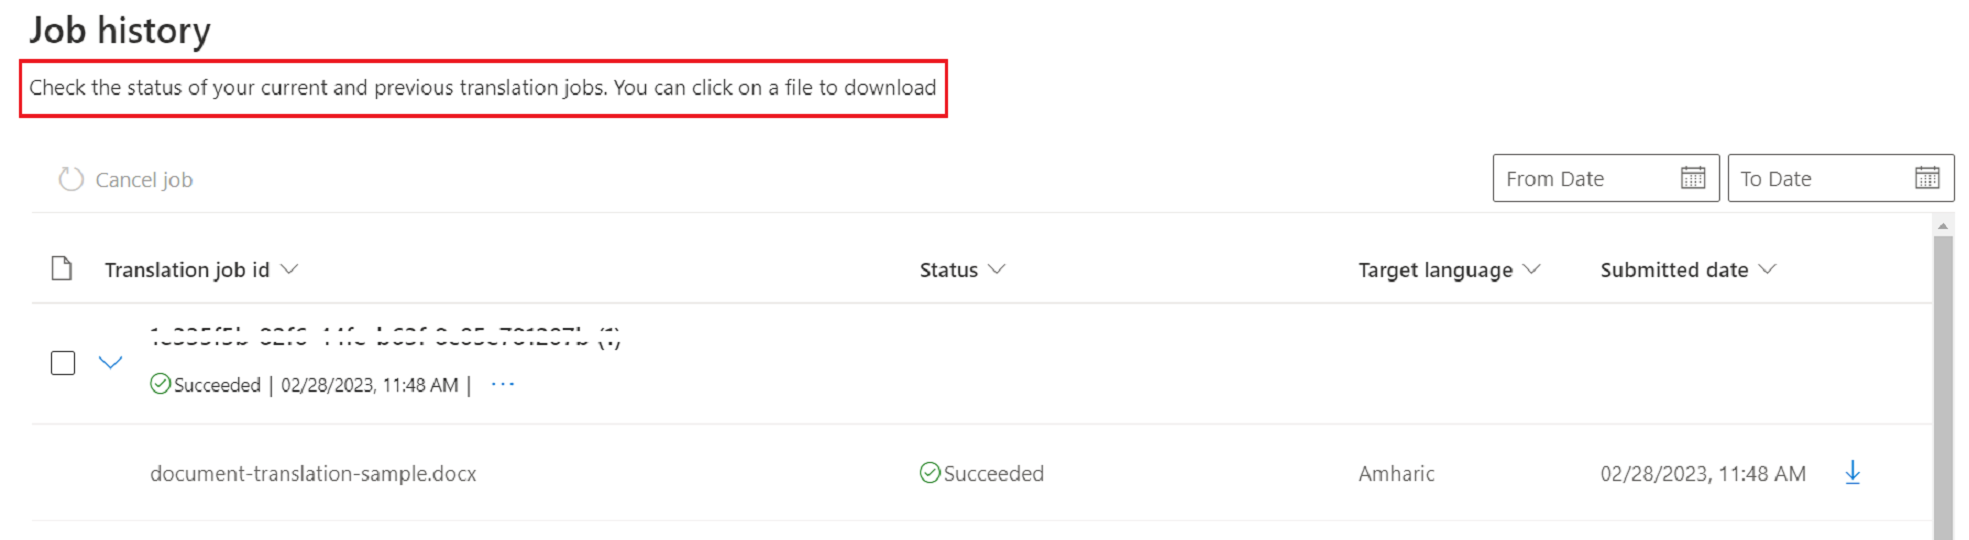 Job history
Check the status of your current and previous translation jobs. You can click on a file to download
Cancel job
From Date
To Date
Translation job id
Status
Target language
Submitted date
(1)
Succeeded | 02/28/2023, 11:48 AM | ···
document-translation-sample.docx
Succeeded
Amharic
02/28/2023, 11:48 AM